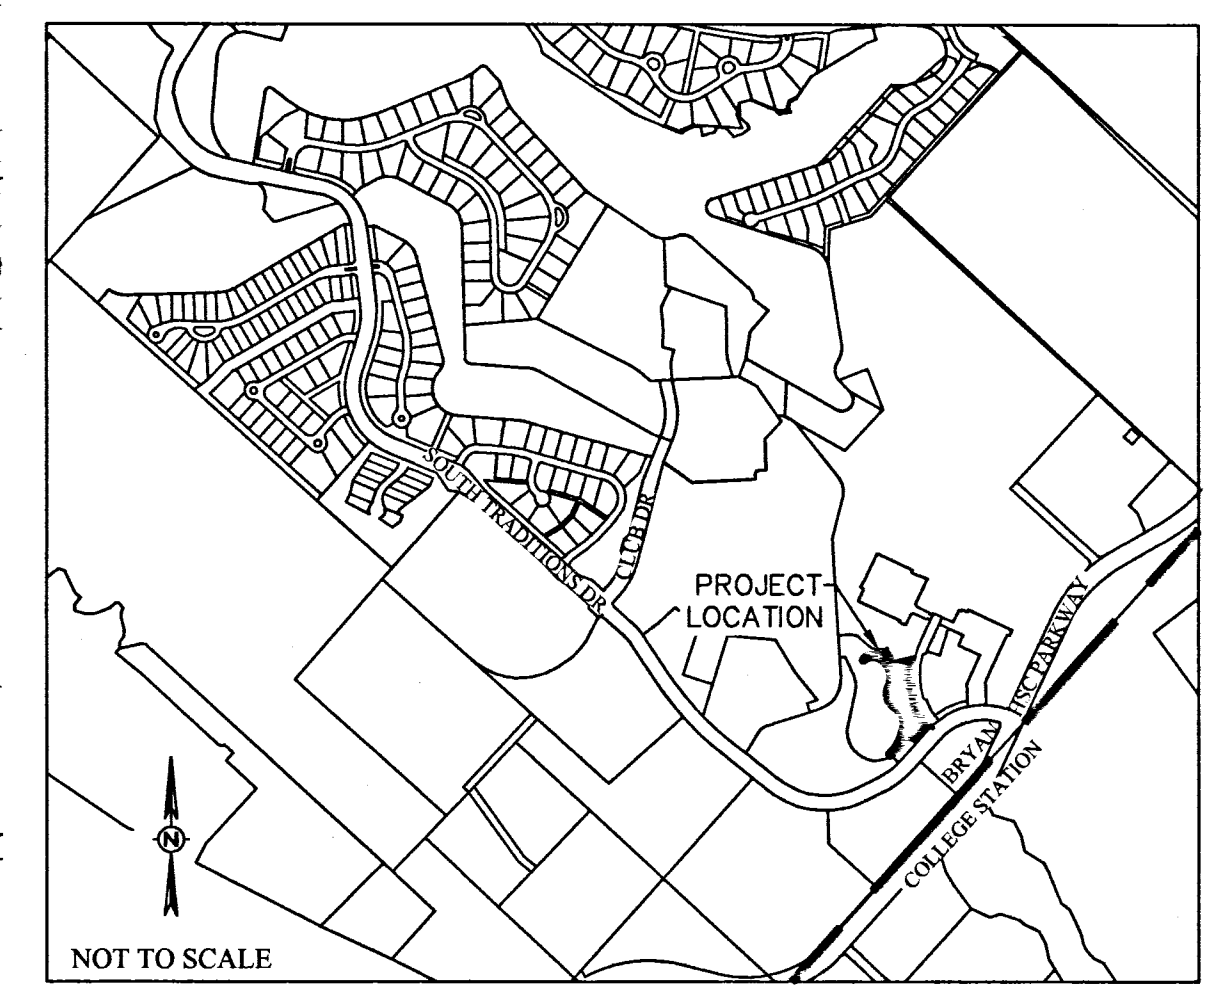 SOUTH TRADITIONS DR
CLUB DR
PROJECT
LOCATION
HSC PARKWAY
BRYAN
COLLEGE STATION
N
NOT TO SCALE